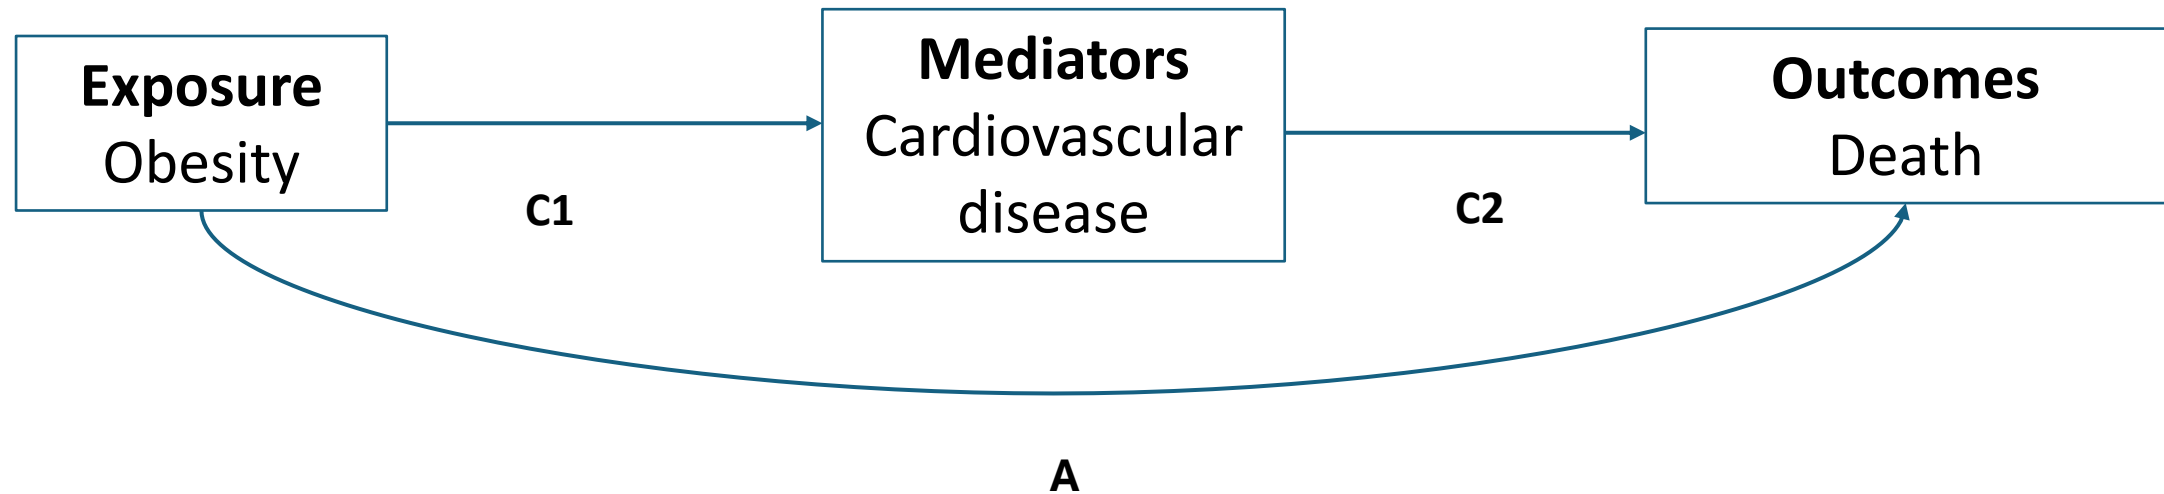 Exposure
Obesity
Mediators
Cardiovascular
disease
Outcomes
Death
C1
C2
A